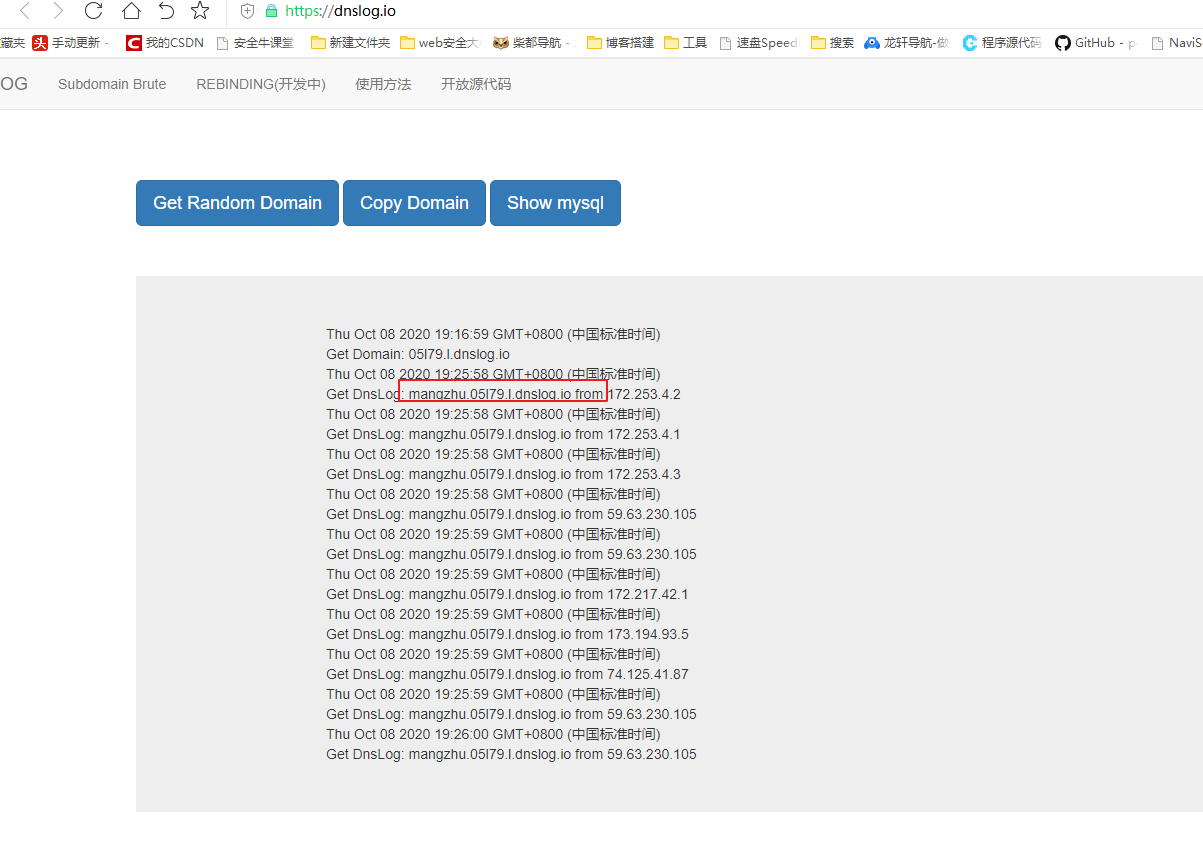 https://dnslog.io
藏夹 头 手动更新 - C 我的CSDN 安全牛课堂 新建文件夹 web安全大 柴都导航 - 博客搭建 工具 速盘Speed 搜索 龙轩导航-做 程序源代码 GitHub - p NaviS
OG Subdomain Brute REBINDING(开发中) 使用方法 开放源代码
Get Random Domain Copy Domain Show mysql
Thu Oct 08 2020 19:16:59 GMT+0800 (中国标准时间)
Get Domain: 05l79.l.dnslog.io
Thu Oct 08 2020 19:25:58 GMT+0800 (中国标准时间)
Get DnsLog: mangzhu.05l79.l.dnslog.io from 172.253.4.2
Thu Oct 08 2020 19:25:58 GMT+0800 (中国标准时间)
Get DnsLog: mangzhu.05l79.l.dnslog.io from 172.253.4.1
Thu Oct 08 2020 19:25:58 GMT+0800 (中国标准时间)
Get DnsLog: mangzhu.05l79.l.dnslog.io from 172.253.4.3
Thu Oct 08 2020 19:25:58 GMT+0800 (中国标准时间)
Get DnsLog: mangzhu.05l79.l.dnslog.io from 59.63.230.105
Thu Oct 08 2020 19:25:59 GMT+0800 (中国标准时间)
Get DnsLog: mangzhu.05l79.l.dnslog.io from 59.63.230.105
Thu Oct 08 2020 19:25:59 GMT+0800 (中国标准时间)
Get DnsLog: mangzhu.05l79.l.dnslog.io from 172.217.42.1
Thu Oct 08 2020 19:25:59 GMT+0800 (中国标准时间)
Get DnsLog: mangzhu.05l79.l.dnslog.io from 173.194.93.5
Thu Oct 08 2020 19:25:59 GMT+0800 (中国标准时间)
Get DnsLog: mangzhu.05l79.l.dnslog.io from 74.125.41.87
Thu Oct 08 2020 19:25:59 GMT+0800 (中国标准时间)
Get DnsLog: mangzhu.05l79.l.dnslog.io from 59.63.230.105
Thu Oct 08 2020 19:26:00 GMT+0800 (中国标准时间)
Get DnsLog: mangzhu.05l79.l.dnslog.io from 59.63.230.105